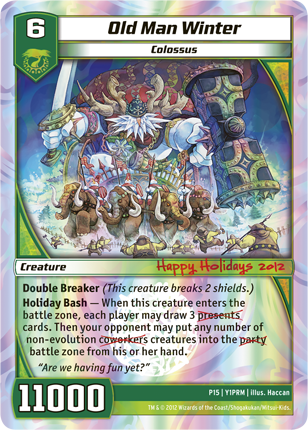 6
Old Man Winter
Colossus
Creature
Happy Holidays 2012
Double Breaker (This creature breaks 2 shields.)
Holiday Bash — When this creature enters the
battle zone, each player may draw 3 presents
cards. Then your opponent may put any number of
non-evolution coworkers creatures into the party
battle zone from his or her hand.
"Are we having fun yet?"
11000
P15 | Y1PRM | illus. Haccan
TM & © 2012 Wizards of the Coast/Shogakukan/Mitsui-Kids.